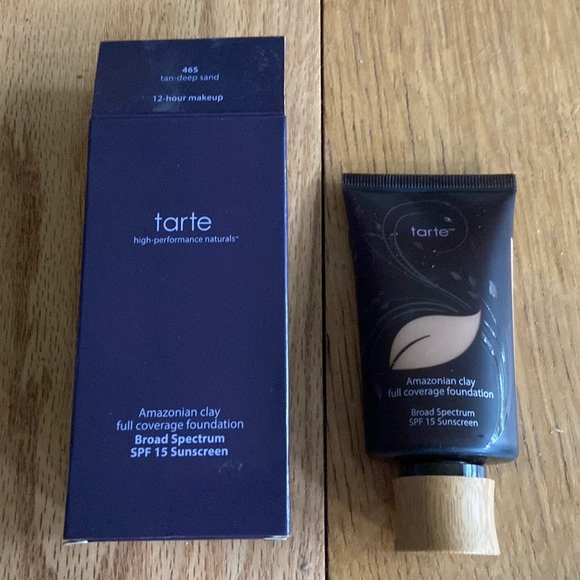 465
tan-deep sand
12-hour makeup
tarte
high-performance naturals™
Amazonian clay
full coverage foundation
Broad Spectrum
SPF 15 Sunscreen
tarte™
Amazonian clay
full coverage foundation
Broad Spectrum
SPF 15 Sunscreen